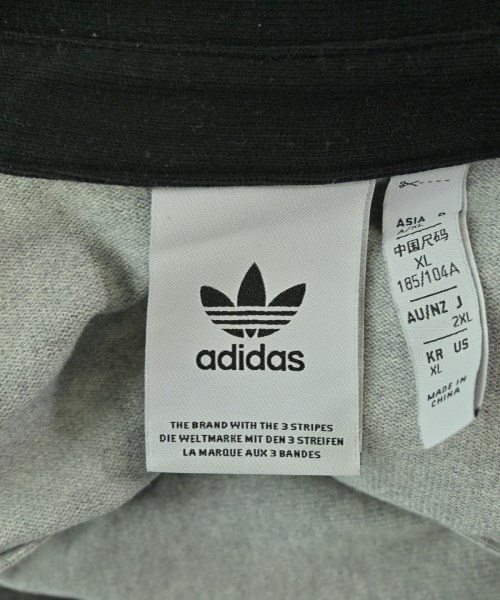 adidas
THE BRAND WITH THE 3 STRIPES
DIE WELTMARKE MIT DEN 3 STREIFEN
LA MARQUE AUX 3 BANDES
ASIA
中国尺码
XL
185/104A
AU/NZ J
2XL
KR US
XL
MADE IN
CHINA